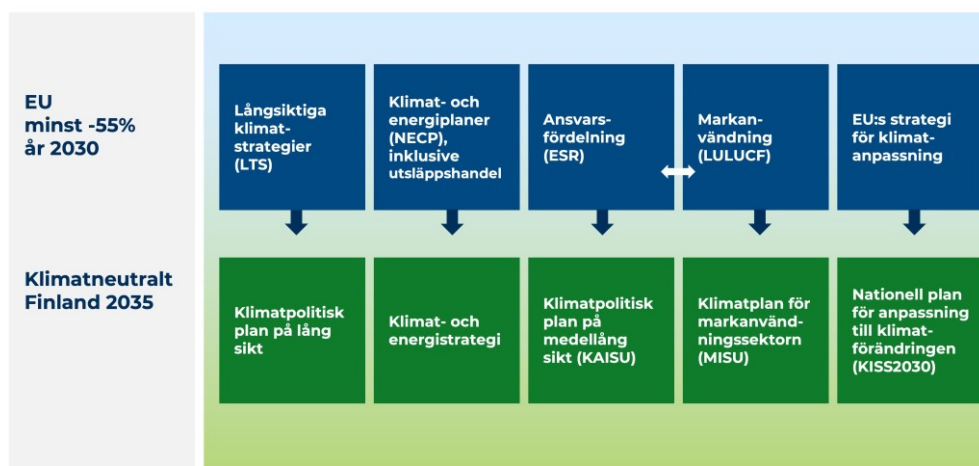 EU
minst -55%
år 2030
Långsiktiga
klimat-
strategier
(LTS)
Klimat- och
energiplaner
(NECP),
inklusive
utsläppshandel
Ansvars-
fördelning
(ESR)
Markan-
vändning
(LULUCF)
EU:s strategi
för klimat-
anpassning
Klimatneutralt
Finland 2035
Klimatpolitisk
plan på lång
sikt
Klimat- och
energistrategi
Klimatpolitisk
plan på
medellång
sikt (KAISU)
Klimatplan för
markanvänd-
ningssektorn
(MISU)
Nationell plan
för anpassning
till klimat-
förändringen
(KISS2030)